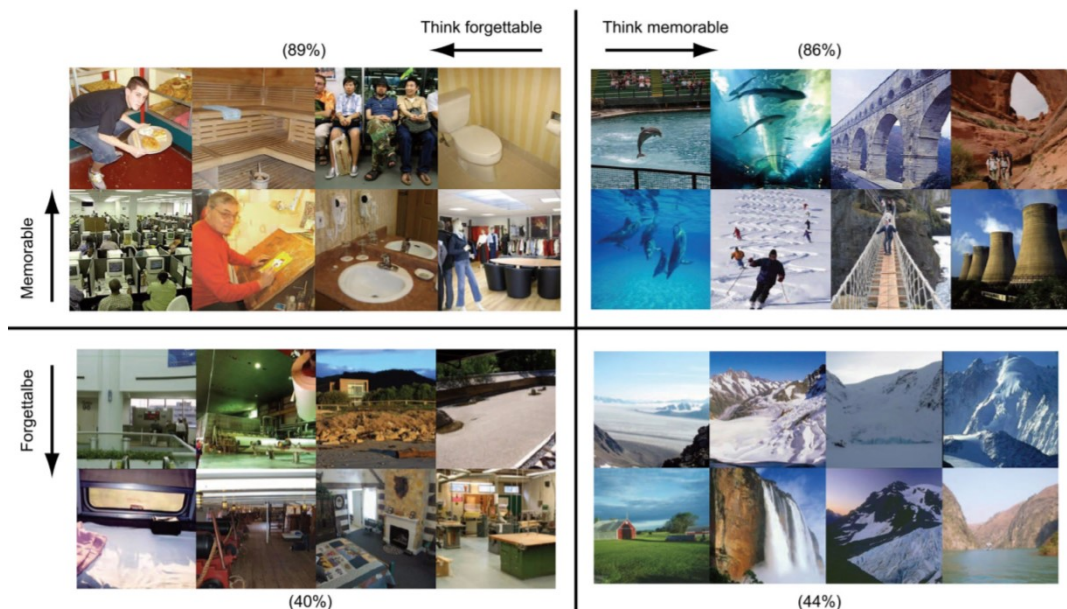 Think forgettable
Think memorable
(89%)
(86%)
Memorable
Forgettalbe
(40%)
(44%)